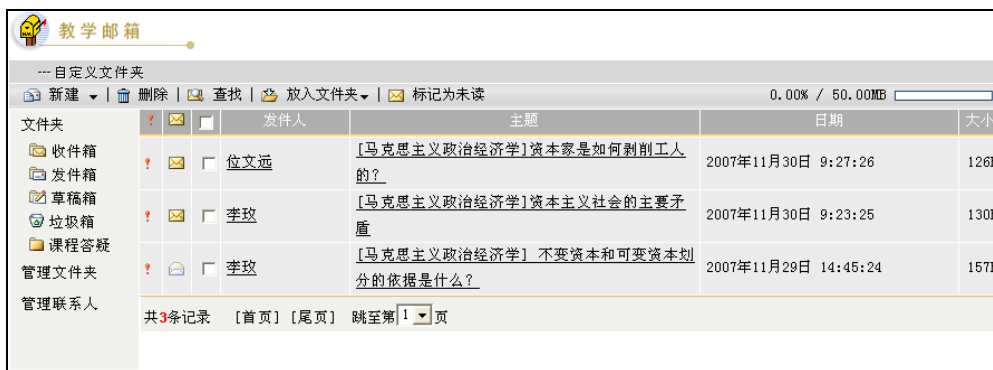 教学邮箱
---自定义文件夹
新建 | 删除 | 查找 | 放入文件夹 | 标记为未读 0.00% / 50.00MB
文件夹 ! 发件人 主题 日期 大小
收件箱
发件箱
草稿箱
垃圾箱
课程答疑
管理文件夹
管理联系人
! 位文远 [马克思主义政治经济学]资本家是如何剥削工人 2007年11月30日 9:27:26 126
的?
! 李玫 [马克思主义政治经济学]资本主义社会的主要矛 2007年11月30日 9:23:25 130
盾
! 李玫 [马克思主义政治经济学] 不变资本和可变资本划 2007年11月29日 14:45:24 157
分的依据是什么?
共3条记录 [首页] [尾页] 跳至第 1 页